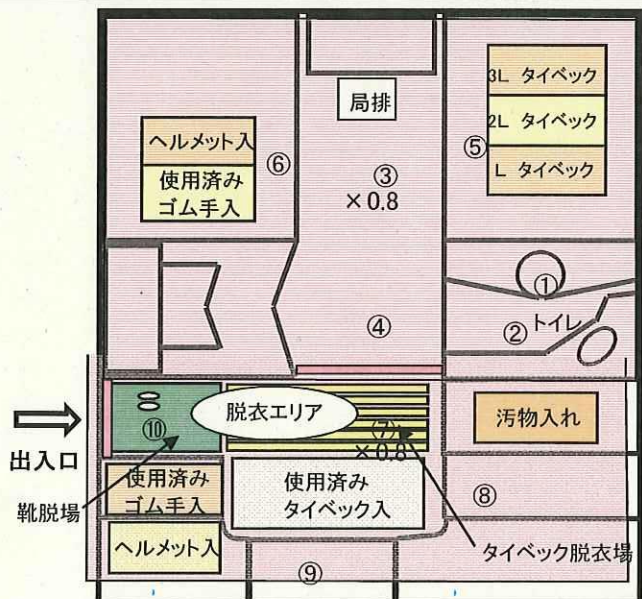 局排
3L タイベック
2L タイベック
L タイベック
⑤
ヘルメット入
使用済み
ゴム手入
⑥
③
×0.8
①
②
トイレ
④
出入口
⑩
脱衣エリア
⑦
×0.8
汚物入れ
靴脱場
使用済み
ゴム手入
ヘルメット入
使用済み
タイベック入
⑧
タイベック脱衣場
⑨